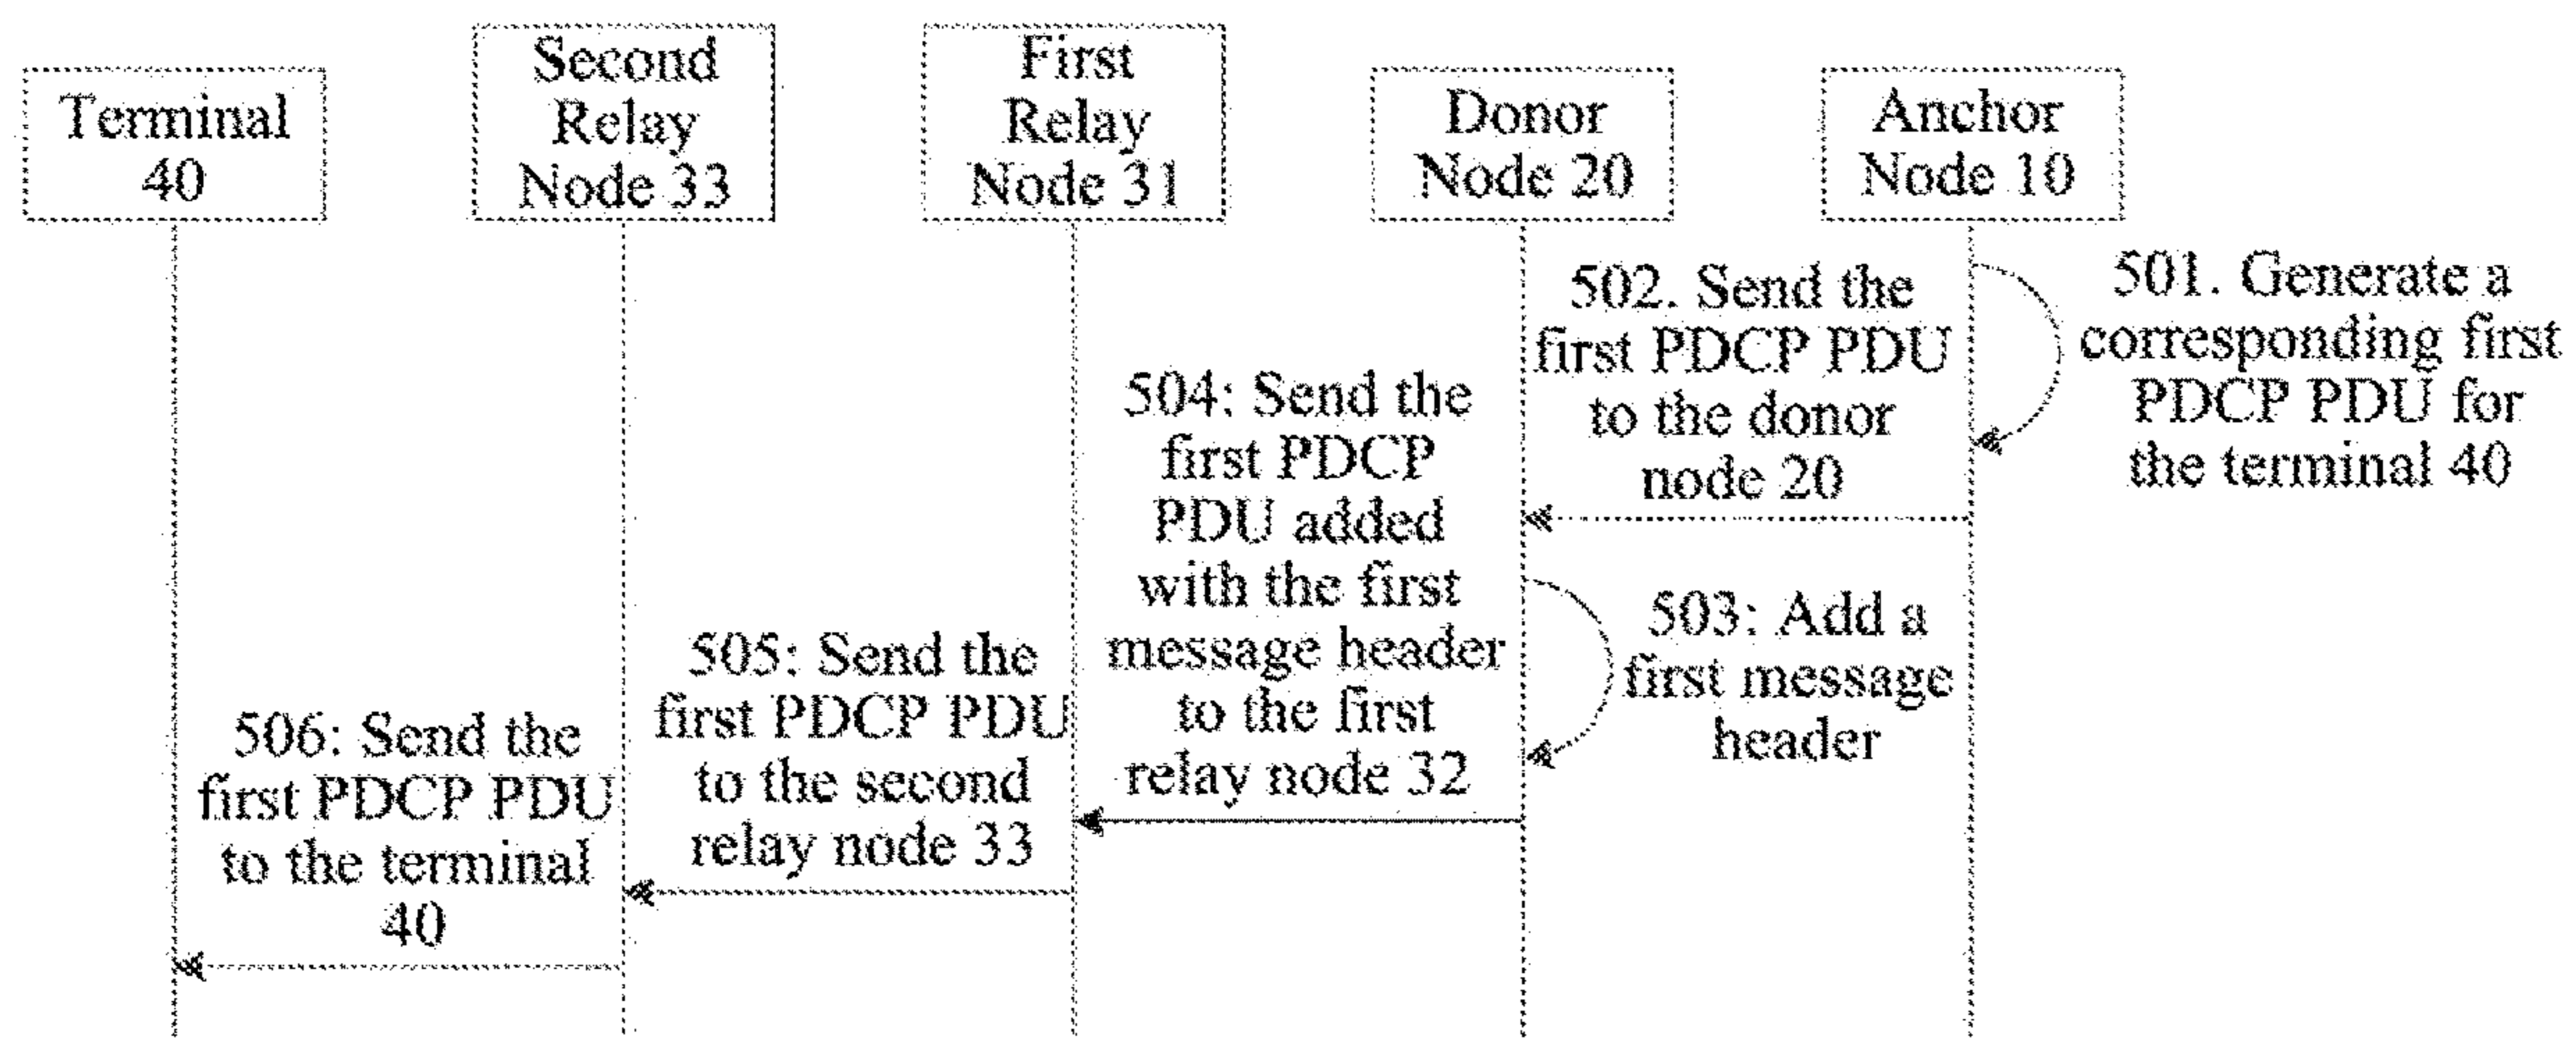 Terminal
40
Second
Relay
Node 33
First
Relay
Node 31
Donor
Node 20
Anchor
Node 10
501. Generate a
corresponding first
PDCP PDU for
the terminal 40
502. Send the
first PDCP PDU
to the donor
node 20
503: Add a
first message
header
504: Send the
first PDCP
PDU added
with the first
message header
to the first
relay node 32
505: Send the
first PDCP PDU
to the second
relay node 33
506: Send the
first PDCP PDU
to the terminal
40